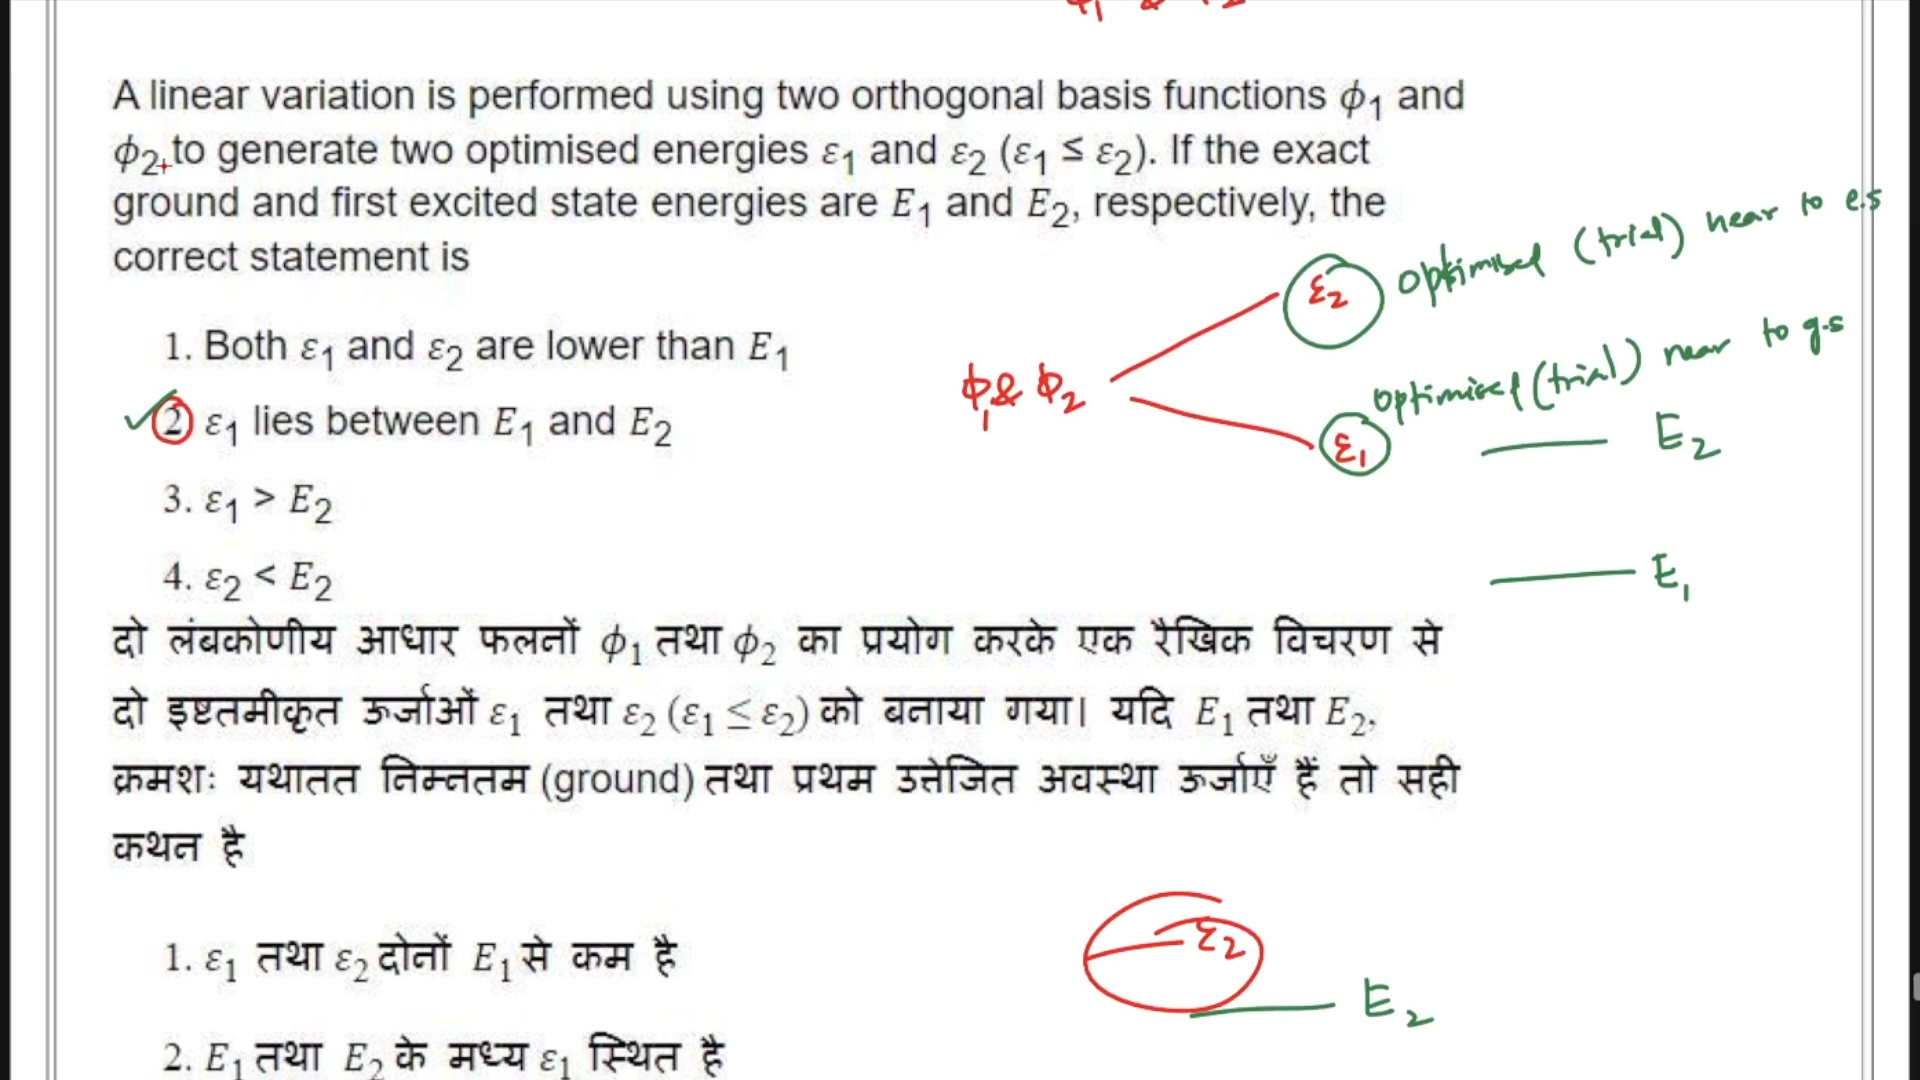 A linear variation is performed using two orthogonal basis functions ϕ1 and
ϕ2, to generate two optimised energies ε1 and ε2 (ε1 ≤ ε2). If the exact
ground and first excited state energies are E1 and E2, respectively, the
correct statement is
1. Both ε1 and ε2 are lower than E1
2 ε1 lies between E1 and E2
3. ε1 > E2
4. ε2 < E2
ε2 optimised (trial) near to e.s
ϕ1 & ϕ2
ε1 optimised (trial) near to g.s
E2
E1
दो लंबकोणीय आधार फलनों ϕ1 तथा ϕ2 का प्रयोग करके एक रैखिक विचरण से
दो इष्टतमीकृत ऊर्जाओं ε1 तथा ε2 (ε1 ≤ ε2) को बनाया गया। यदि E1 तथा E2,
क्रमशः यथातत निम्नतम (ground) तथा प्रथम उत्तेजित अवस्था ऊर्जाएँ हैं तो सही
कथन है
1. ε1 तथा ε2 दोनों E1 से कम है
2. E1 तथा E2 के मध्य ε1 स्थित है
ε2
E2